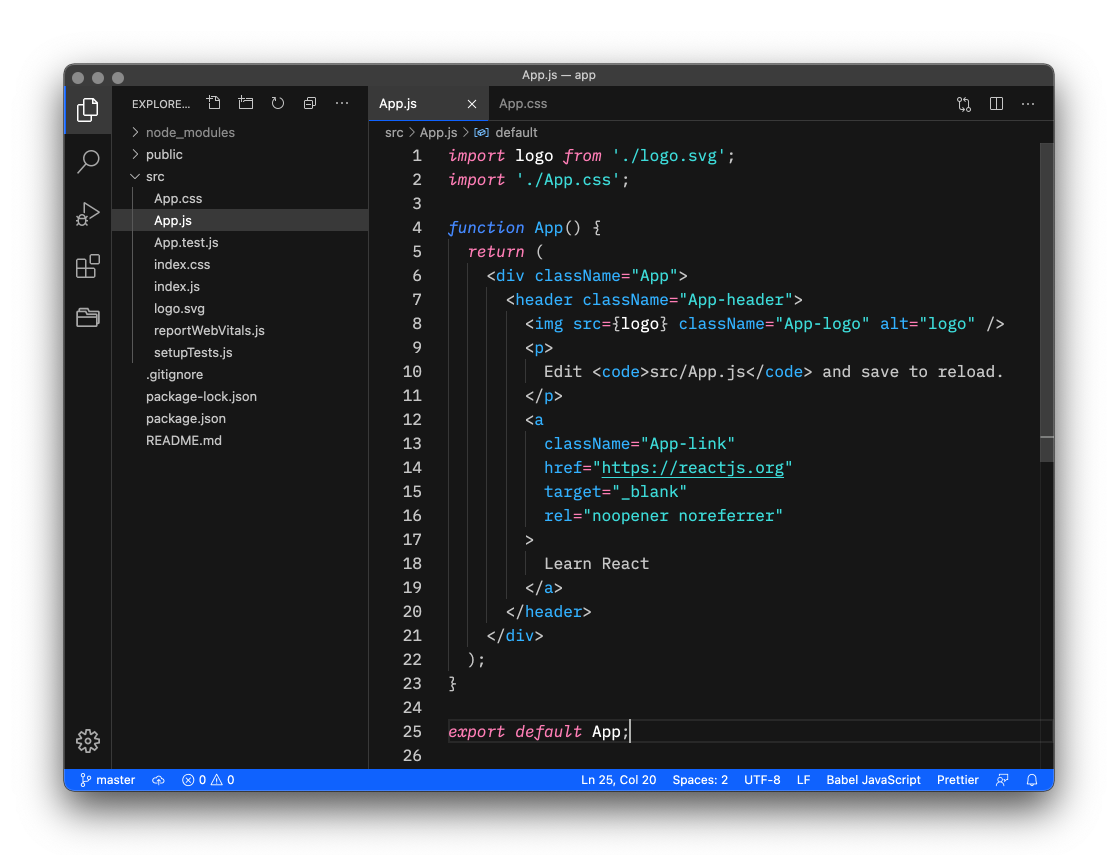 App.js — app
EXPLORE...
App.js
App.css
node_modules
public
src
App.css
App.js
App.test.js
index.css
index.js
logo.svg
reportWebVitals.js
setupTests.js
.gitignore
package-lock.json
package.json
README.md
src > App.js > default
1 import logo from './logo.svg';
2 import './App.css';
3
4 function App() {
5   return (
6     <div className="App">
7       <header className="App-header">
8         <img src={logo} className="App-logo" alt="logo" />
9         <p>
10           Edit <code>src/App.js</code> and save to reload.
11         </p>
12         <a
13           className="App-link"
14           href="https://reactjs.org"
15           target="_blank"
16           rel="noopener noreferrer"
17         >
18           Learn React
19         </a>
20       </header>
21     </div>
22   );
23 }
24
25 export default App;
26
master 0 0 Ln 25, Col 20 Spaces: 2 UTF-8 LF Babel JavaScript Prettier